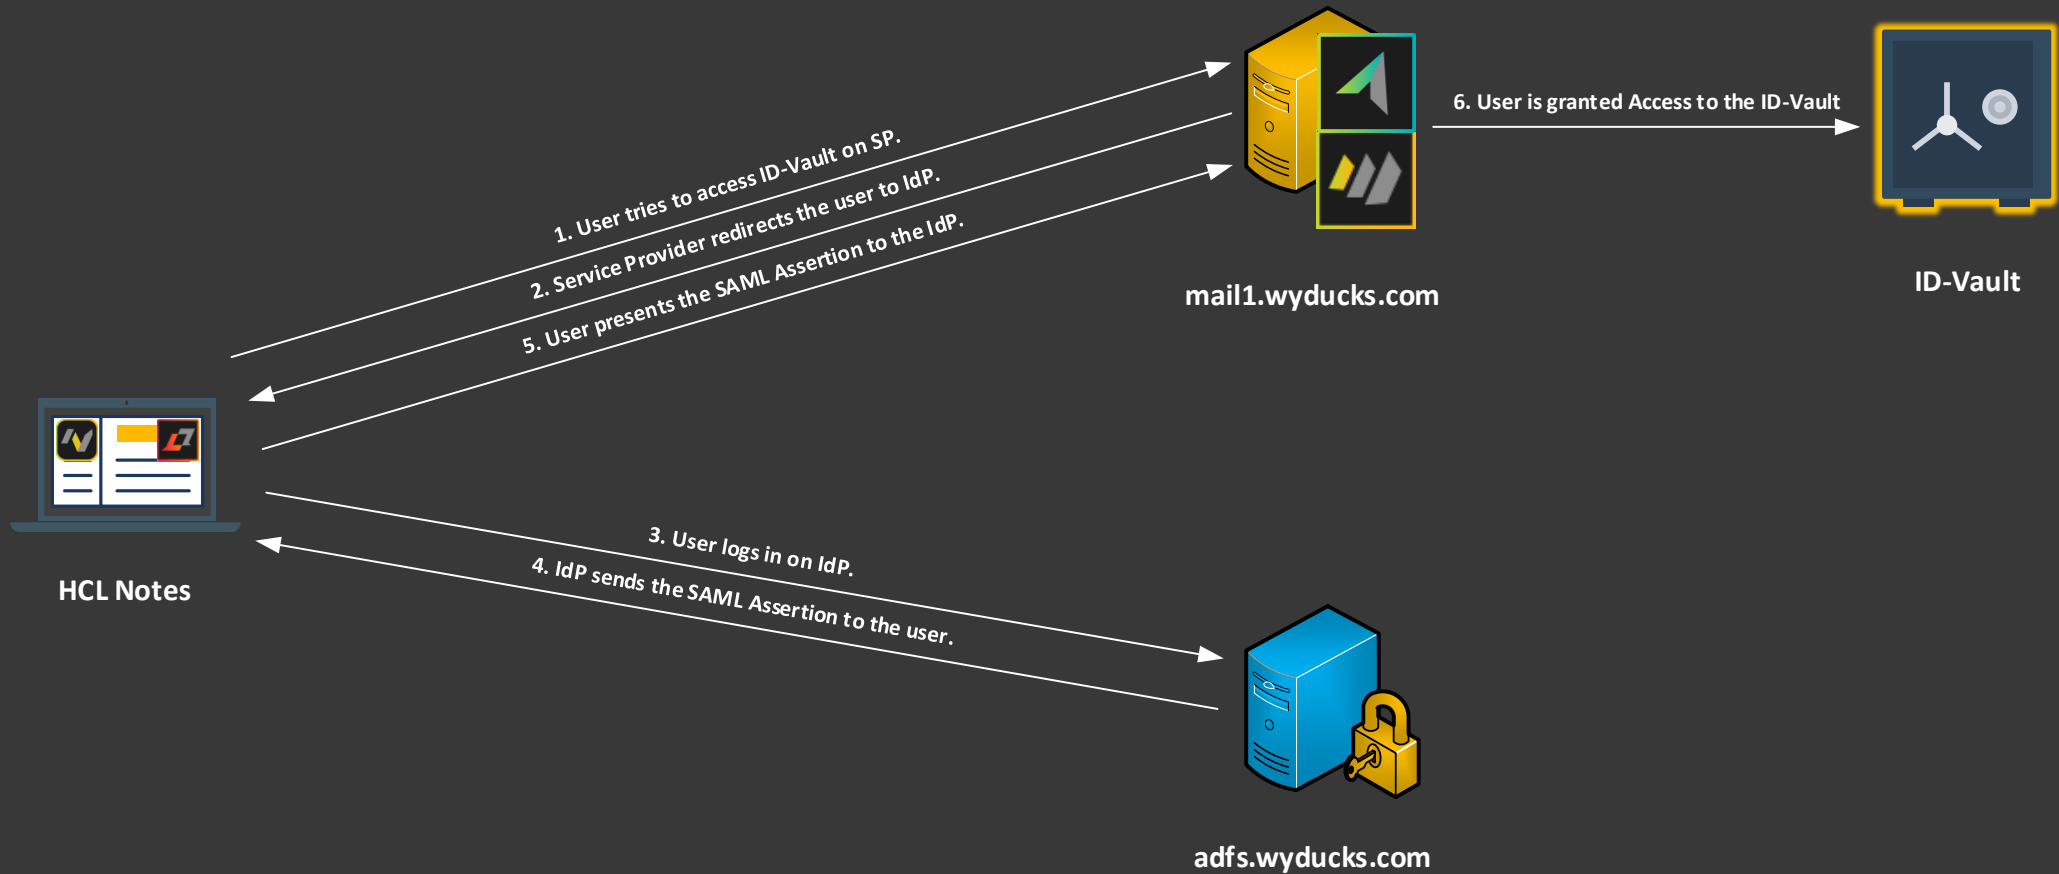 1. User tries to access ID-Vault on SP.
2. Service Provider redirects the user to IdP.
5. User presents the SAML Assertion to the IdP.
6. User is granted Access to the ID-Vault
mail1.wyducks.com
ID-Vault
HCL Notes
3. User logs in on IdP.
4. IdP sends the SAML Assertion to the user.
adfs.wyducks.com